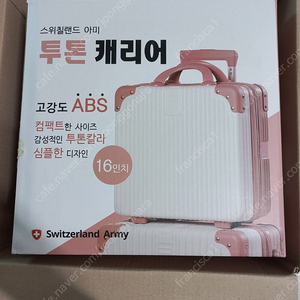 스위칠랜드 아미
투톤 캐리어
고강도 ABS
컴팩트한 사이즈
감성적인 투톤칼라
심플한 디자인
16인치
Switzerland Army